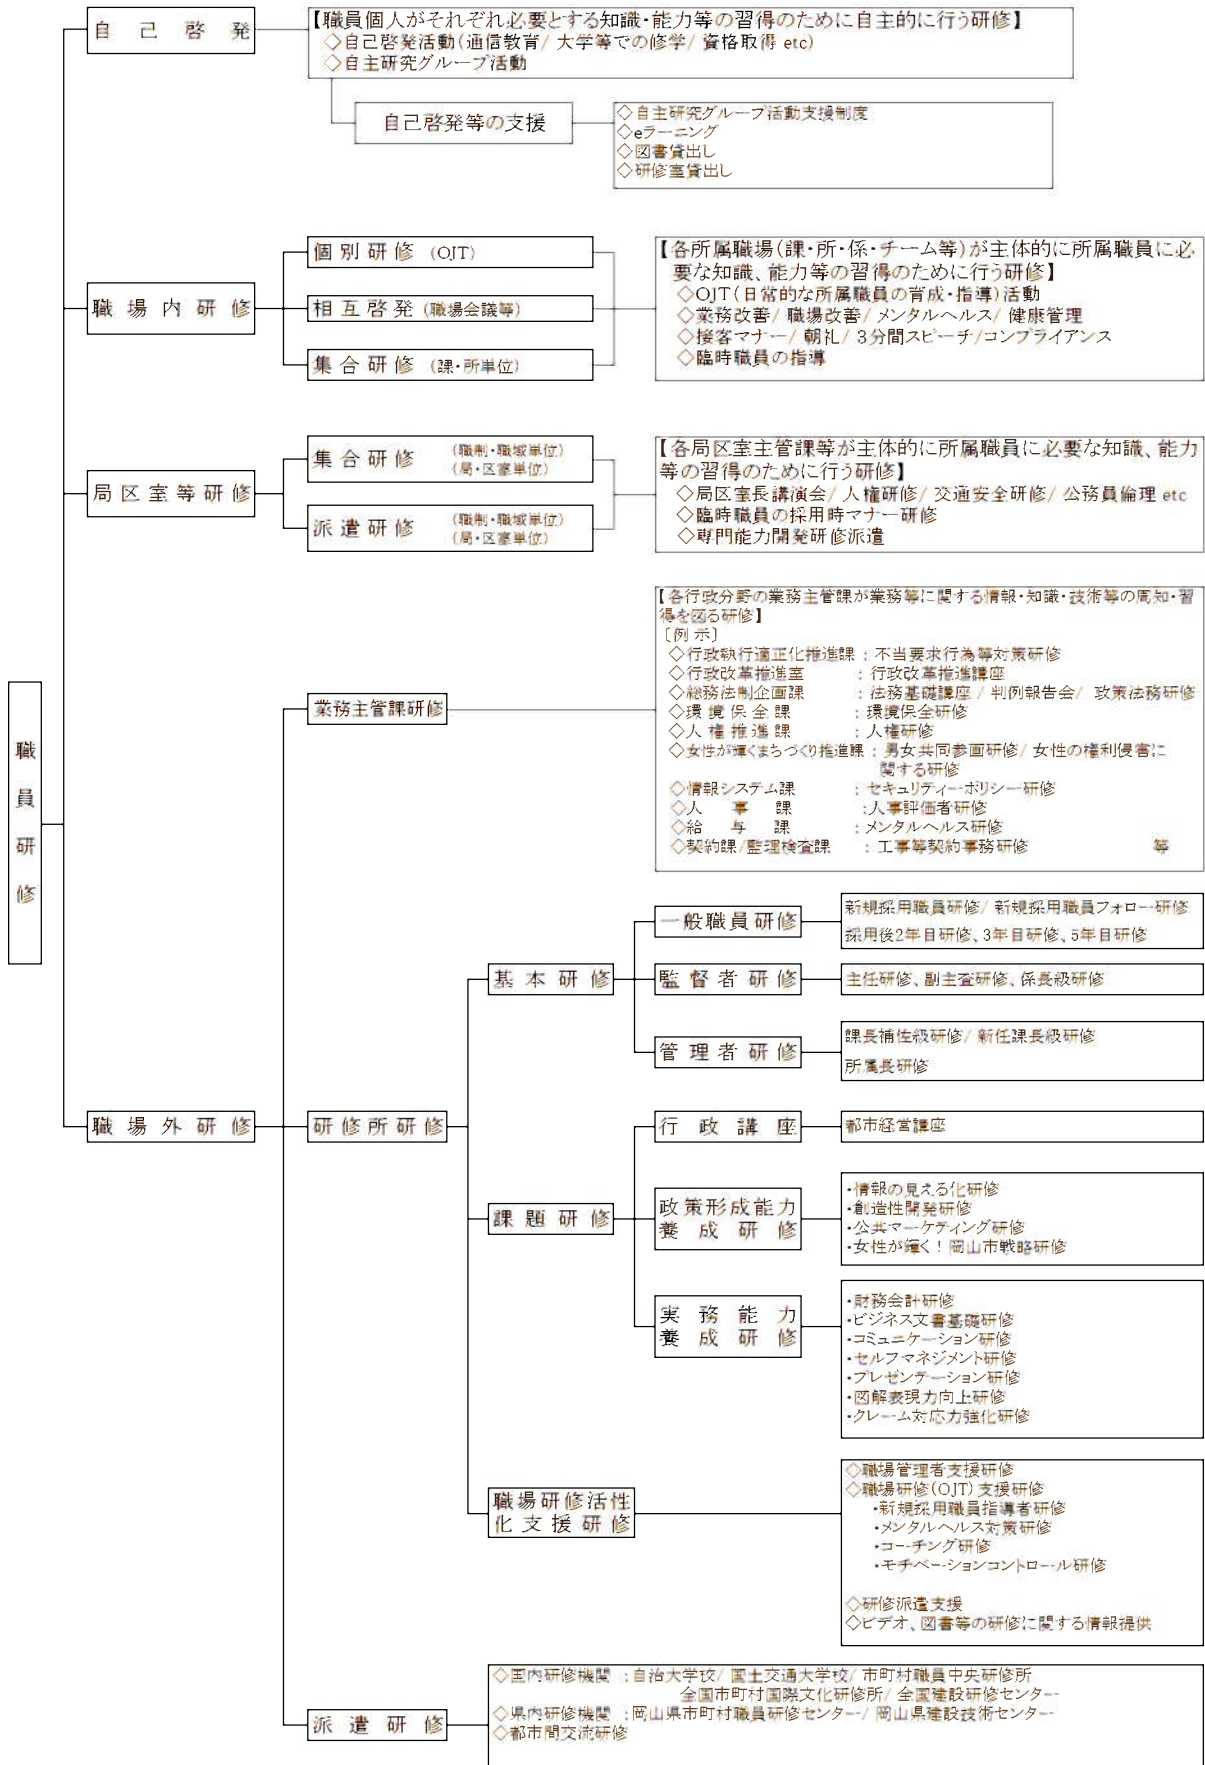 自己啓発
【職員個人がそれぞれ必要とする知識・能力等の習得のために自主的に行う研修】
◇自己啓発活動(通信教育/ 大学等での修学/ 資格取得 etc)
◇自主研究グループ活動
自己啓発等の支援
◇自主研究グループ活動支援制度
◇eラーニング
◇図書貸出し
◇研修室貸出し
職場内研修
個別研修 (OJT)
相互啓発 (職場会議等)
集合研修 (課・所単位)
【各所属職場(課・所・係・チーム等)が主体的に所属職員に必
要な知識、能力等の習得のために行う研修】
◇OJT(日常的な所属職員の育成・指導)活動
◇業務改善/ 職場改善/ メンタルヘルス/ 健康管理
◇接客マナー/ 朝礼/ 3分間スピーチ/コンプライアンス
◇臨時職員の指導
局区室等研修
集合研修 (職制・職域単位)
(局・区室単位)
派遣研修 (職制・職域単位)
(局・区室単位)
【各局区室主管課等が主体的に所属職員に必要な知識、能力
等の習得のために行う研修】
◇局区室長講演会/ 人権研修/ 交通安全研修/ 公務員倫理 etc
◇臨時職員の採用時マナー研修
◇専門能力開発研修派遣
職員研修
職場外研修
業務主管課研修
【各行政分野の業務主管課が業務等に関する情報・知識・技術等の周知・習
得を図る研修】
〔例示〕
◇行政執行適正化推進課 : 不当要求行為等対策研修
◇行政改革推進室 : 行政改革推進講座
◇総務法制企画課 : 法務基礎講座 / 判例報告会/ 政策法務研修
◇環境保全課 : 環境保全研修
◇人権推進課 : 人権研修
◇女性が輝くまちづくり推進課 : 男女共同参画研修/ 女性の権利侵害に
関する研修
◇情報システム課 : セキュリティーポリシー研修
◇人事課 :人事評価者研修
◇給与課 :メンタルヘルス研修
◇契約課/監理検査課 : 工事等契約事務研修 等
研修所研修
基本研修
一般職員研修
新規採用職員研修/ 新規採用職員フォロー研修
採用後2年目研修、3年目研修、5年目研修
監督者研修
主任研修、副主査研修、係長級研修
管理者研修
課長補佐級研修/ 新任課長級研修
所属長研修
課題研修
行政講座
都市経営講座
政策形成能力
養成研修
・情報の見える化研修
・創造性開発研修
・公共マーケティング研修
・女性が輝く！岡山市戦略研修
実務能力
養成研修
・財務会計研修
・ビジネス文書基礎研修
・コミュニケーション研修
・セルフマネジメント研修
・プレゼンテーション研修
・図解表現力向上研修
・クレーム対応力強化研修
職場研修活性
化支援研修
◇職場管理者支援研修
◇職場研修(OJT)支援研修
・新規採用職員指導者研修
・メンタルヘルス対策研修
・コーチング研修
・モチベーションコントロール研修
◇研修派遣支援
◇ビデオ、図書等の研修に関する情報提供
派遣研修
◇国内研修機関 :自治大学校/ 国土交通大学校/ 市町村職員中央研修所
全国市町村国際文化研修所/ 全国建設研修センター
◇県内研修機関 :岡山県市町村職員研修センター/ 岡山県建設技術センター
◇都市間交流研修